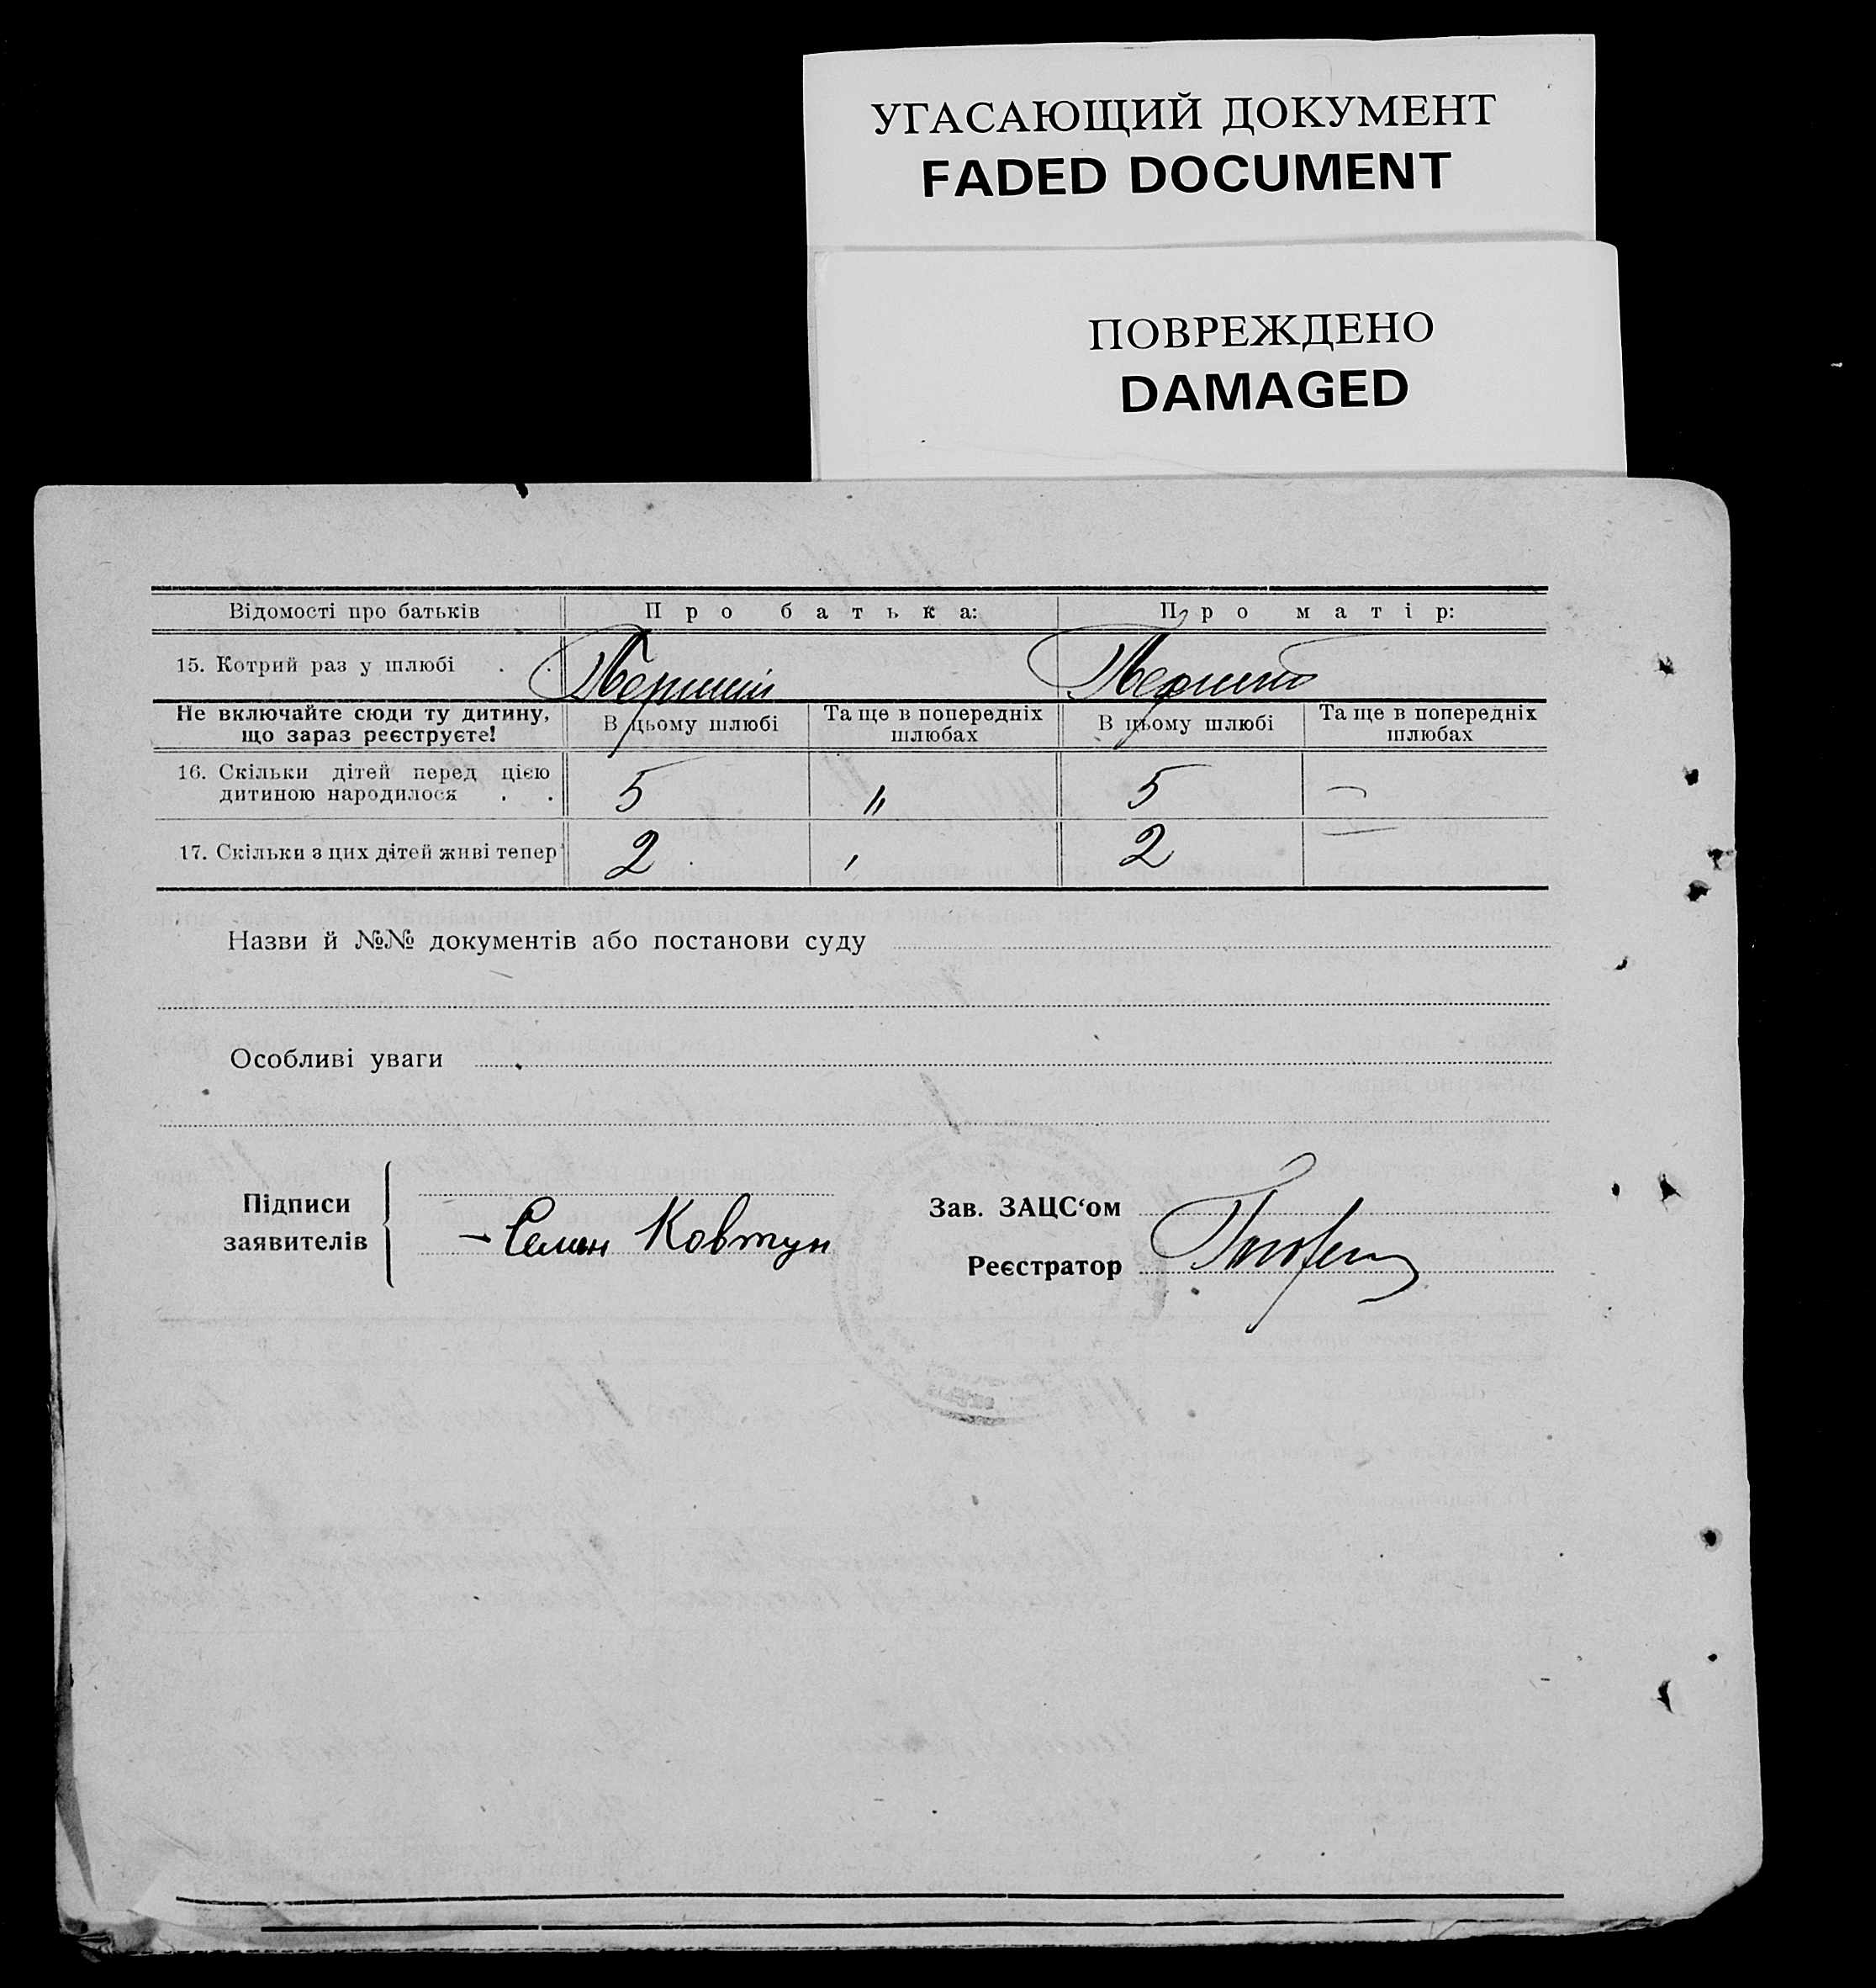 УГАСАЮЩИЙ ДОКУМЕНТ
FADED DOCUMENT
ПОВРЕЖДЕНО
DAMAGED
Відомості про батьків Про батька: Про матір:
15. Котрий раз у шлюбі . . Перший Перший
Не включайте сюди ту дитину, що зараз реєструєте! В цьому шлюбі Та ще в попередніх шлюбах В цьому шлюбі Та ще в попередніх шлюбах
16. Скільки дітей перед цією
дитиною народилося . . 5 „ 5 —
17. Скільки з цих дітей живі тепер 2 , 2 —
Назви й №№ документів або постанови суду
Особливі уваги
Підписи
заявителів
– Семен Ковтун
Зав. ЗАЦС‘ом
Реєстратор